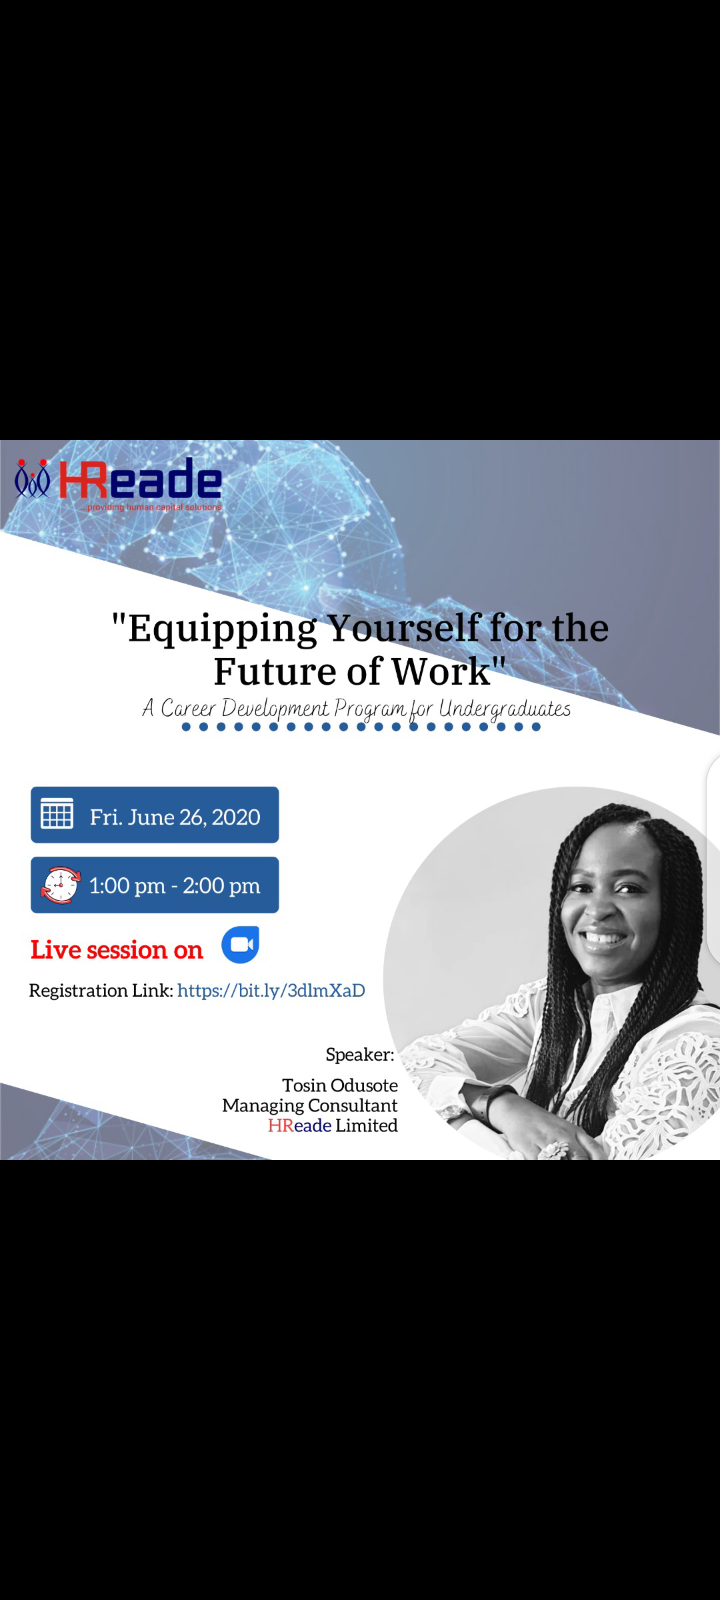 HReade
...providing human capital solutions
"Equipping Yourself for the
Future of Work"
A Career Development Program for Undergraduates
Fri. June 26, 2020
1:00 pm - 2:00 pm
Live session on
Registration Link: https://bit.ly/3dlmXaD
Speaker:
Tosin Odusote
Managing Consultant
HReade Limited